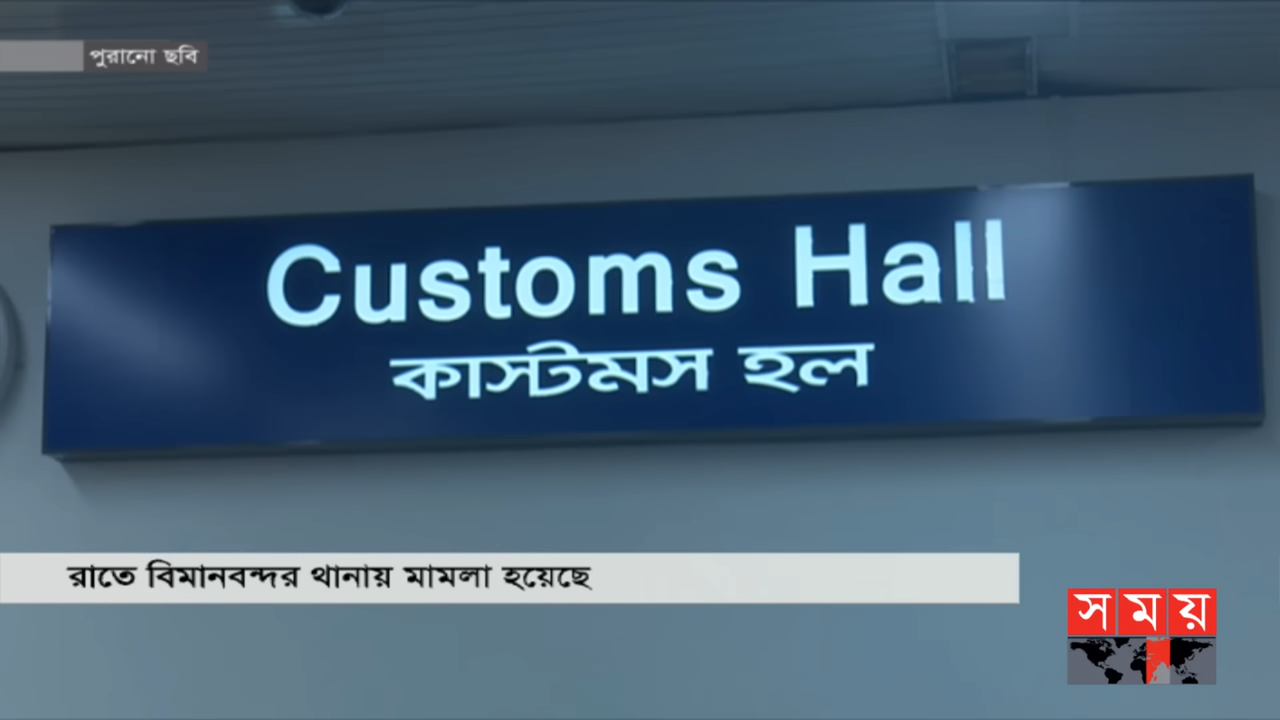 পুরানো ছবি
Customs Hall
কাস্টমস হল
রাতে বিমানবন্দর থানায় মামলা হয়েছে
সময়